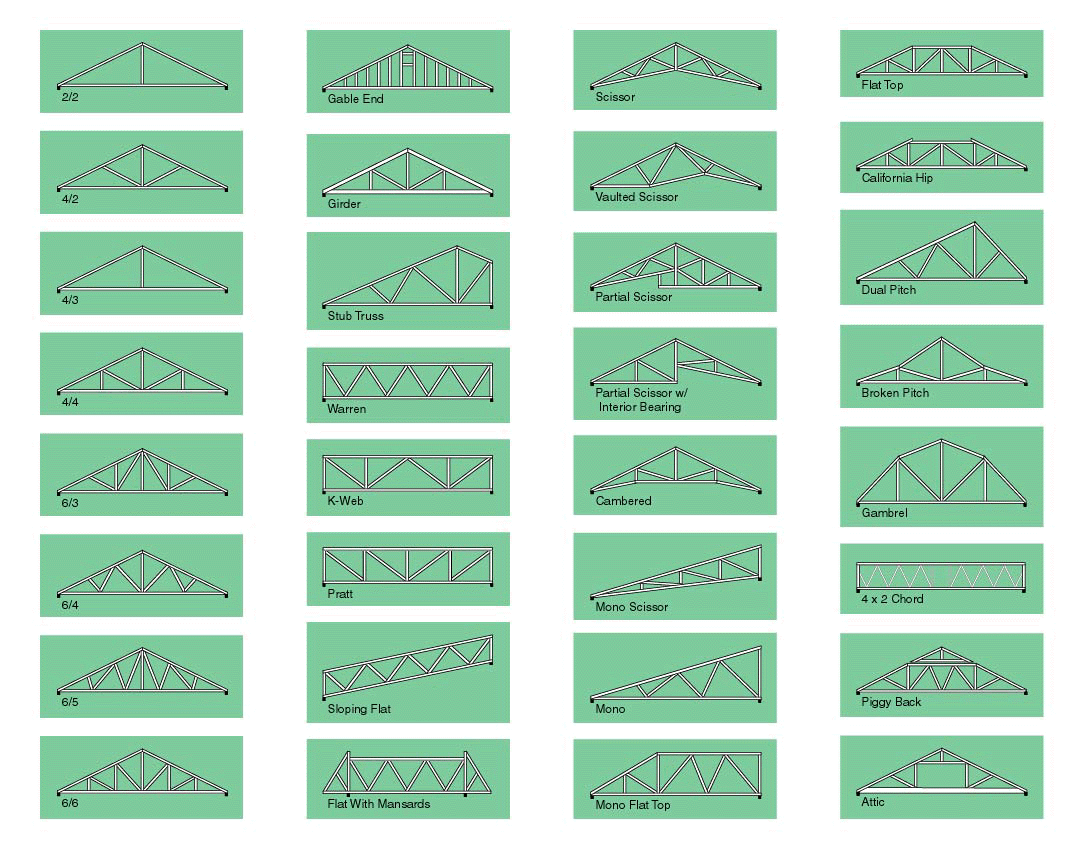 2/2
4/2
4/3
4/4
6/3
6/4
6/5
6/6
Gable End
Girder
Stub Truss
Warren
K-Web
Pratt
Sloping Flat
Flat With Mansards
Scissor
Vaulted Scissor
Partial Scissor
Partial Scissor w/
Interior Bearing
Cambered
Mono Scissor
Mono
Mono Flat Top
Flat Top
California Hip
Dual Pitch
Broken Pitch
Gambrel
4 x 2 Chord
Piggy Back
Attic